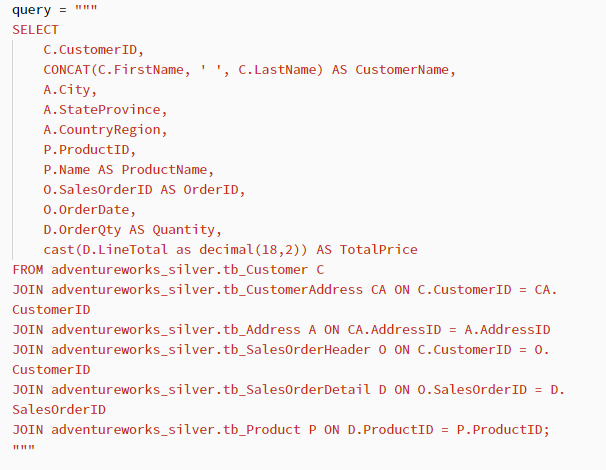 query = """
SELECT
    C.CustomerID,
    CONCAT(C.FirstName, ' ', C.LastName) AS CustomerName,
    A.City,
    A.StateProvince,
    A.CountryRegion,
    P.ProductID,
    P.Name AS ProductName,
    O.SalesOrderID AS OrderID,
    O.OrderDate,
    D.OrderQty AS Quantity,
    cast(D.LineTotal as decimal(18,2)) AS TotalPrice
FROM adventureworks_silver.tb_Customer C
JOIN adventureworks_silver.tb_CustomerAddress CA ON C.CustomerID = CA.
CustomerID
JOIN adventureworks_silver.tb_Address A ON CA.AddressID = A.AddressID
JOIN adventureworks_silver.tb_SalesOrderHeader O ON C.CustomerID = O.
CustomerID
JOIN adventureworks_silver.tb_SalesOrderDetail D ON O.SalesOrderID = D.
SalesOrderID
JOIN adventureworks_silver.tb_Product P ON D.ProductID = P.ProductID;
"""